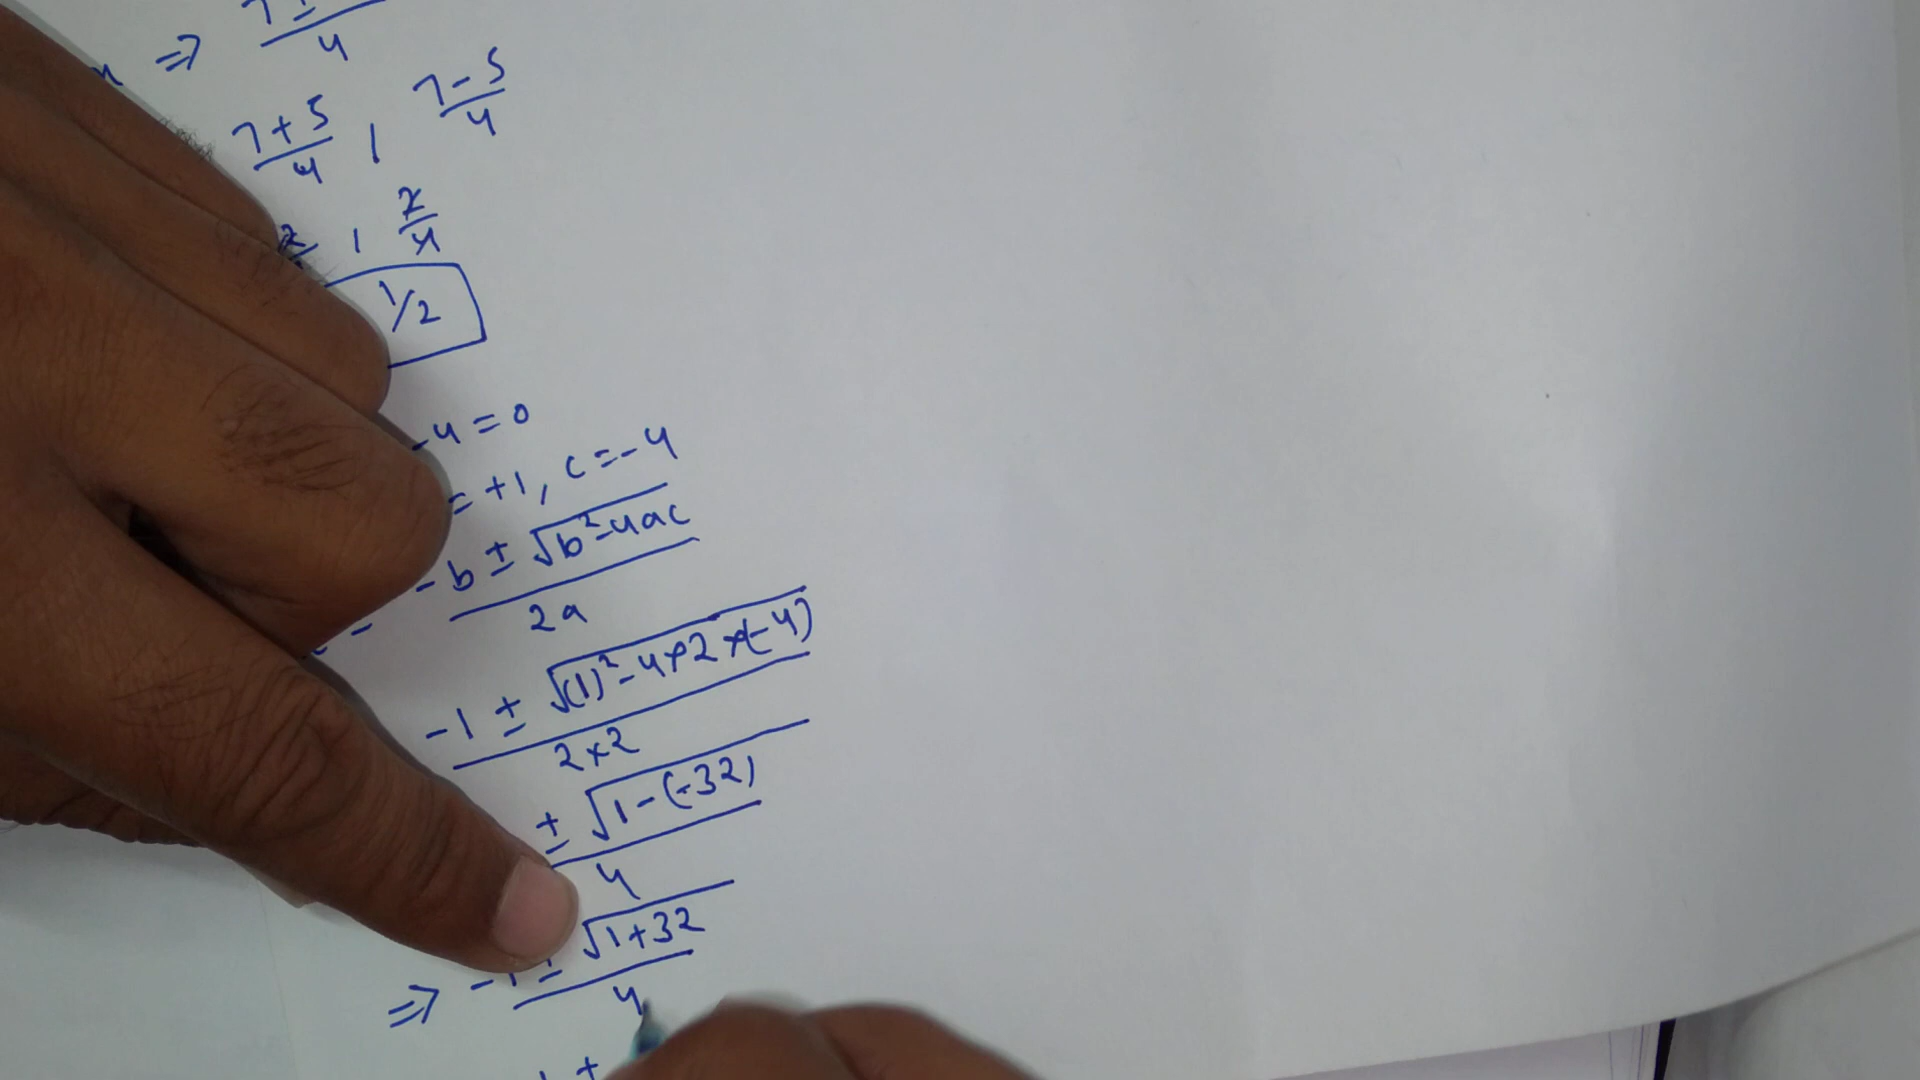 ⇒ 7 ± / 4
7+5/4 , 7-5/4
2 , 2/4
1/2
-4=0
= +1, c=-4
-b ± √b²-4ac / 2a
-1 ± √(1)²-4×2×(-4) / 2×2
± √1-(-32) / 4
⇒ -1 ± √1+32 / 4
±